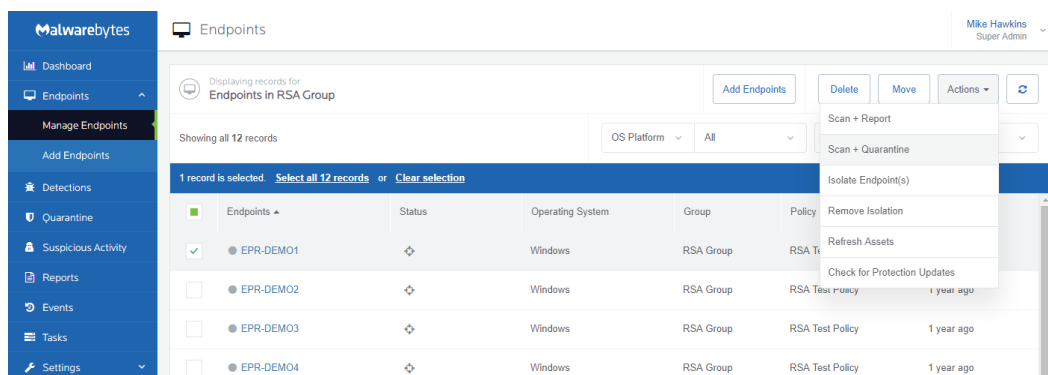 Malwarebytes
Endpoints
Mike Hawkins
Super Admin
Dashboard
Endpoints
Manage Endpoints
Add Endpoints
Detections
Quarantine
Suspicious Activity
Reports
Events
Tasks
Settings
Displaying records for
Endpoints in RSA Group
Add Endpoints
Delete
Move
Actions
Showing all 12 records
OS Platform
All
Scan + Report
Scan + Quarantine
Isolate Endpoint(s)
Remove Isolation
Refresh Assets
Check for Protection Updates
1 record is selected. Select all 12 records or Clear selection
Endpoints Status Operating System Group Policy
EPR-DEMO1 Windows RSA Group RSA
EPR-DEMO2 Windows RSA Group RSA Test Policy 1 year ago
EPR-DEMO3 Windows RSA Group RSA Test Policy 1 year ago
EPR-DEMO4 Windows RSA Group RSA Test Policy 1 year ago